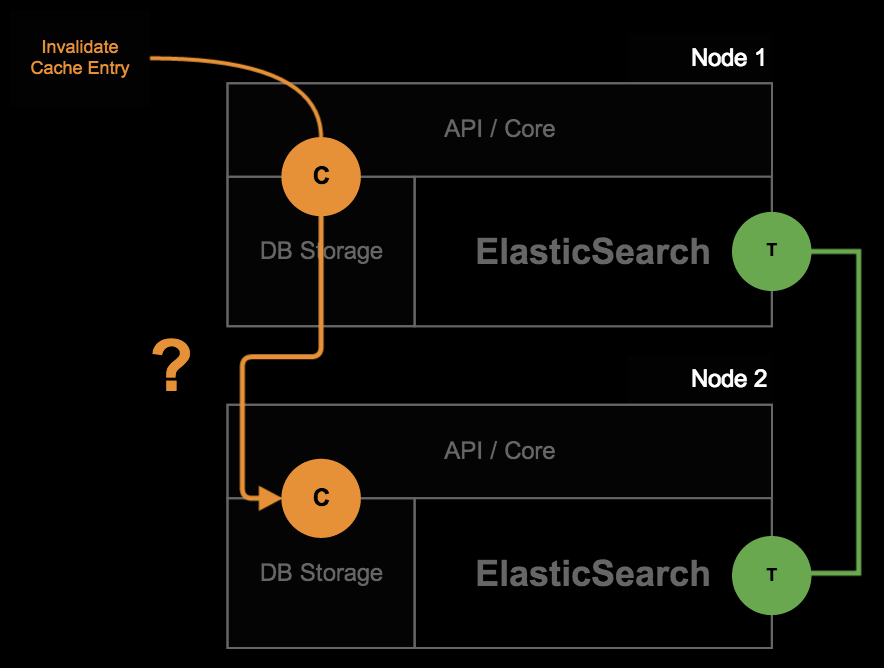 Invalidate
Cache Entry
Node 1
API / Core
C
DB Storage
ElasticSearch
T
?
Node 2
API / Core
C
DB Storage
ElasticSearch
T